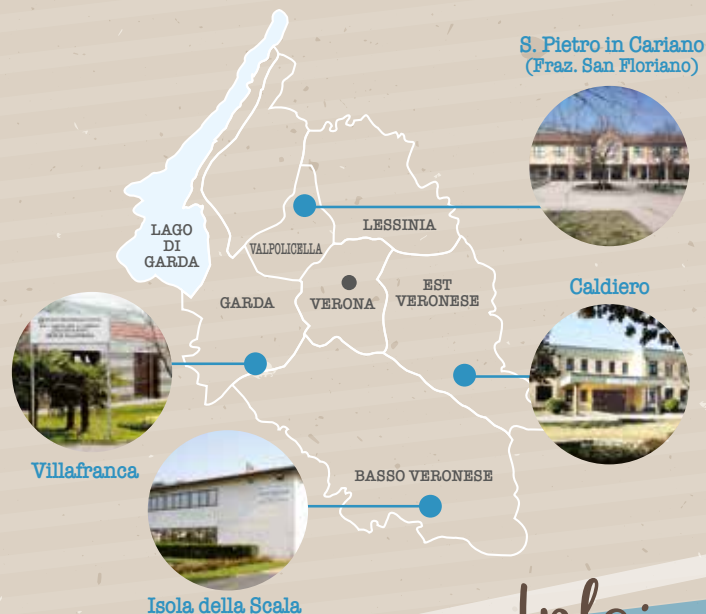 S. Pietro in Cariano
(Fraz. San Floriano)
LAGO
DI
GARDA
LESSINIA
VALPOLICELLA
GARDA
VERONA
EST
VERONESE
Caldiero
Villafranca
BASSO VERONESE
Isola della Scala